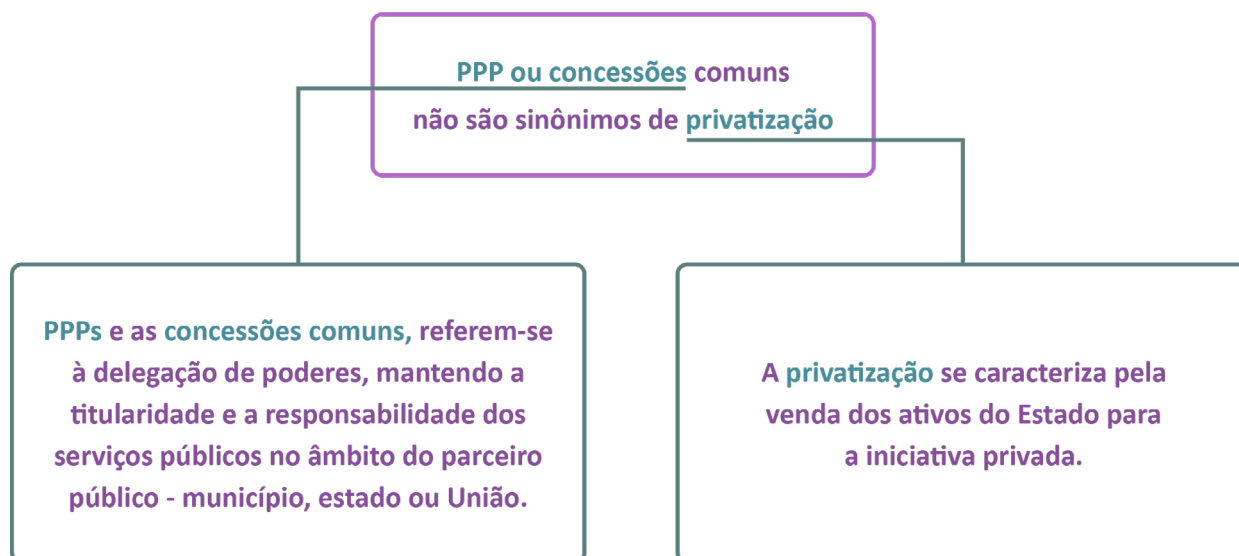 PPP ou concessões comuns
não são sinônimos de privatização
PPPs e as concessões comuns, referem-se
à delegação de poderes, mantendo a
titularidade e a responsabilidade dos
serviços públicos no âmbito do parceiro
público - município, estado ou União.
A privatização se caracteriza pela
venda dos ativos do Estado para
a iniciativa privada.